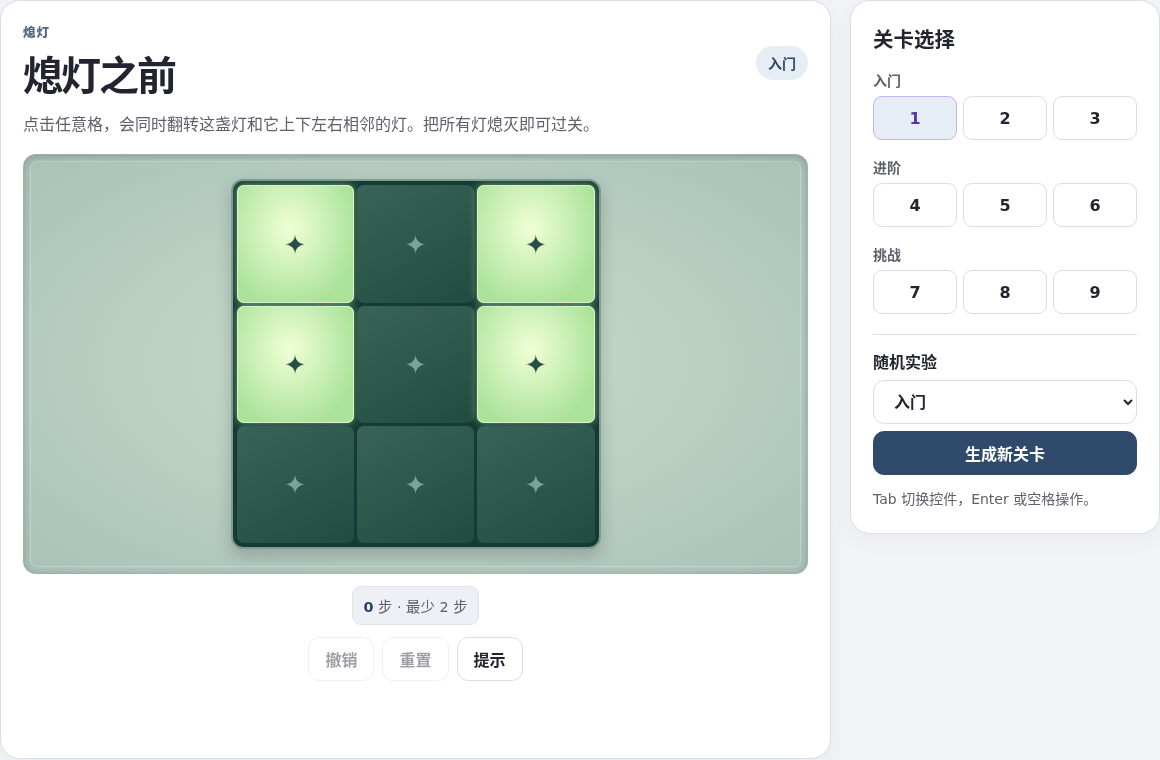 熄灯
熄灯之前
入门
点击任意格，会同时翻转这盏灯和它上下左右相邻的灯。把所有灯熄灭即可过关。
0 步 · 最少 2 步
撤销 重置 提示
关卡选择
入门
1 2 3
进阶
4 5 6
挑战
7 8 9
随机实验
入门
生成新关卡
Tab 切换控件，Enter 或空格操作。